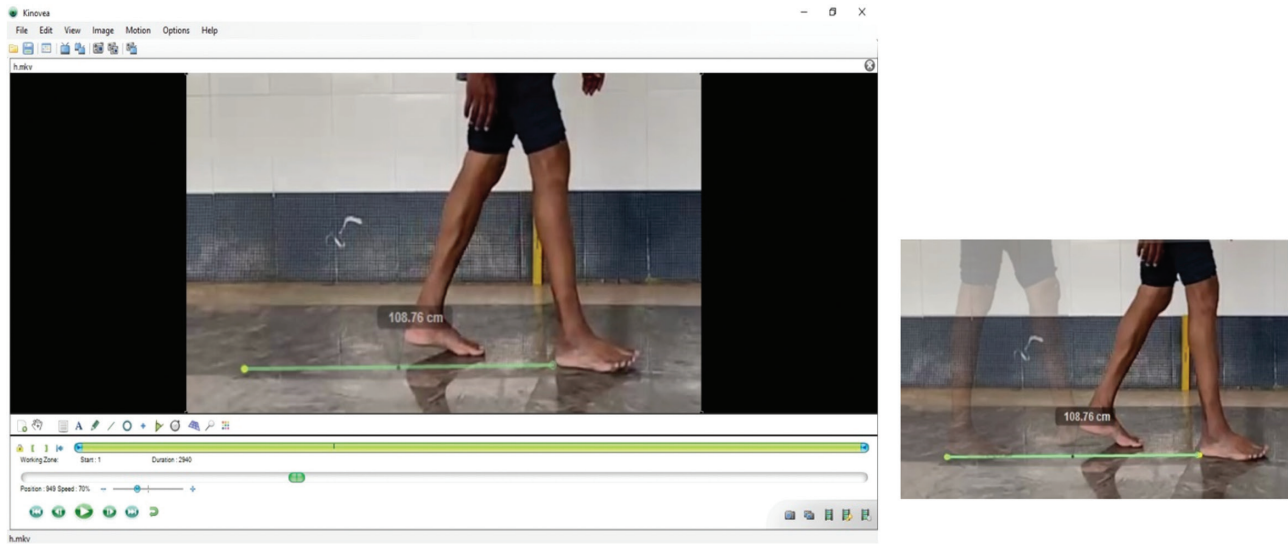 Kinovea
File Edit View Image Motion Options Help
h.mkv
108.76 cm
A
Working Zone: Start : 1 Duration : 2940
Position : 949 Speed : 70%
h.mkv
108.76 cm